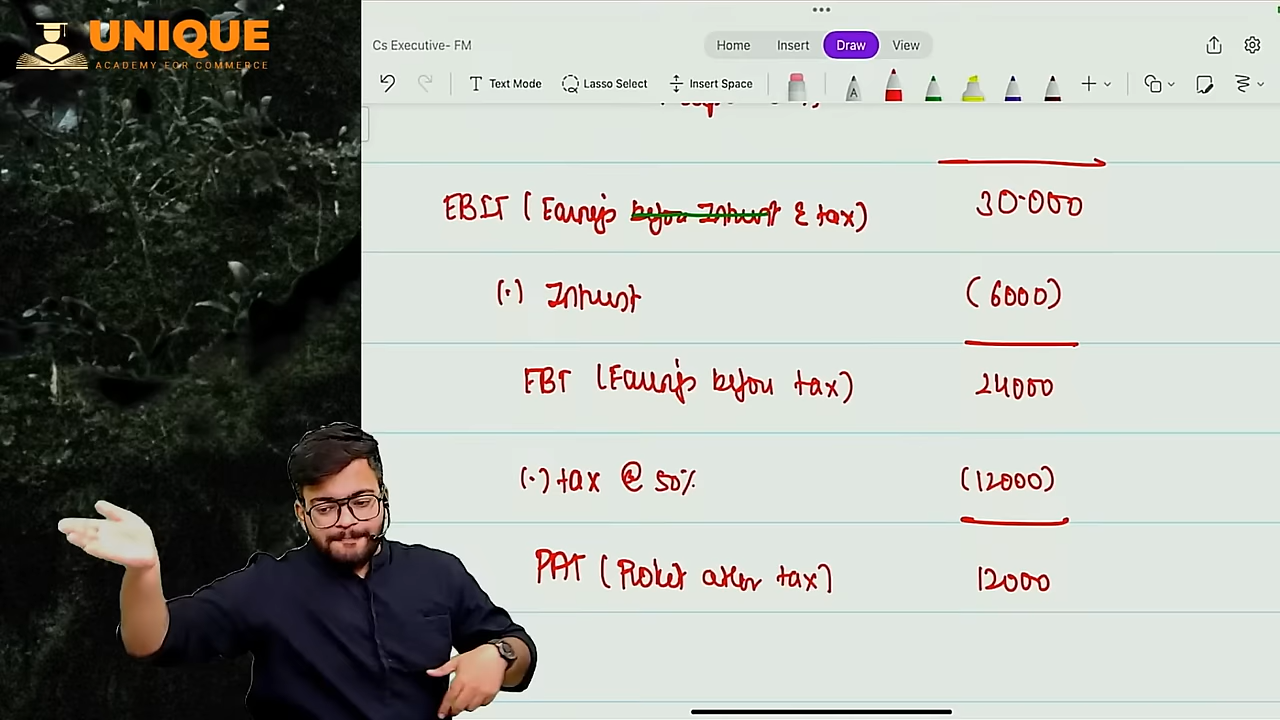 UNIQUE
ACADEMY FOR COMMERCE
Cs Executive- FM
Home Insert Draw View
Text Mode Lasso Select Insert Space
EBIT (Earnings before Interest & tax) 30.000
(-) Interest (6000)
EBT (Earnings before tax) 24000
(-) tax @ 50% (12000)
PAT (Profit after tax) 12000